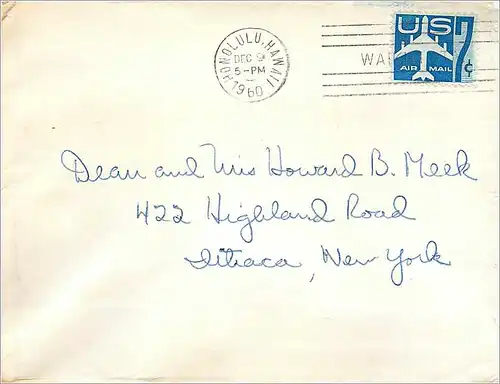 HONOLULU, HAWAII
DEC 9
5-PM
1960
WA
US 7¢
AIR MAIL
Dean and Mrs Howard B. Meek
422 Highland Road
Ithaca, New York